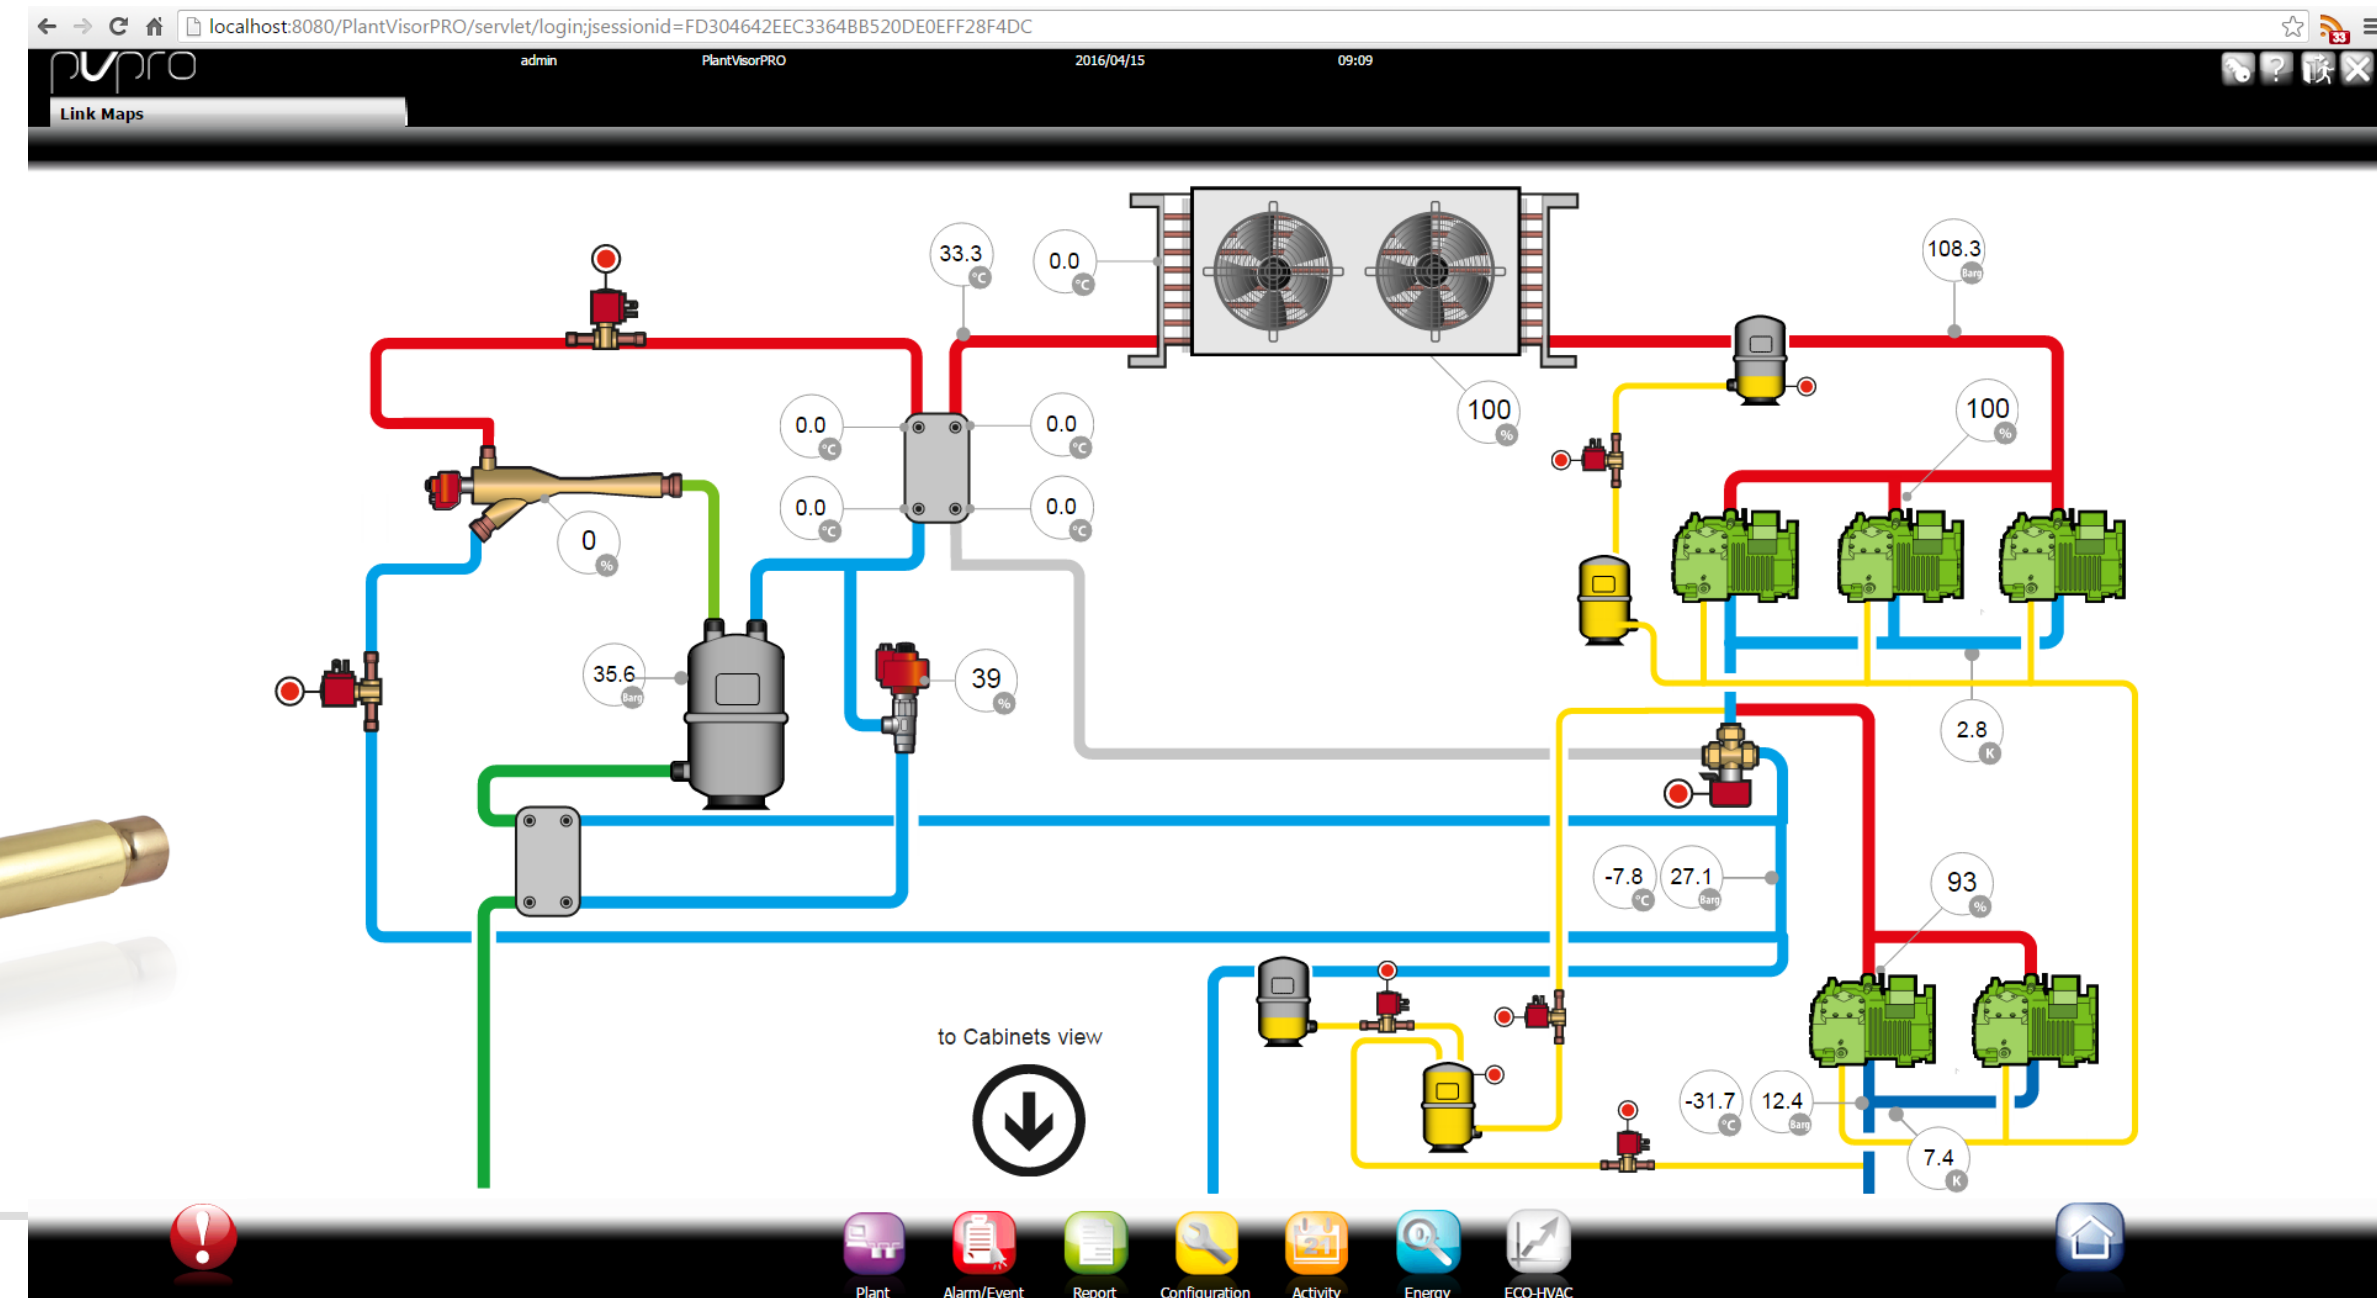 localhost:8080/PlantVisorPRO/servlet/login;jsessionid=FD304642EEC3364BB520DE0EFF28F4DC
33
pvpro
admin PlantVisorPRO 2016/04/15 09:09
Link Maps
33.3 °C
0.0 °C
108.3 Barg
100 %
100 %
0.0 °C
0.0 °C
0.0 °C
0.0 °C
0 %
35.6 Barg
39 %
2.8 K
-7.8 °C
27.1 Barg
93 %
to Cabinets view
-31.7 °C
12.4 Barg
7.4 K
21
Plant Alarm/Event Report Configuration Activity Energy ECO-HVAC